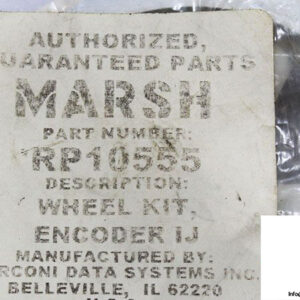 AUTHORIZED,
GUARANTEED PARTS
MARSH
PART NUMBER:
RP10555
DESCRIPTION:
WHEEL KIT,
ENCODER IJ
MANUFACTURED BY:
RCONI DATA SYSTEMS INC.
BELLEVILLE, IL 62220